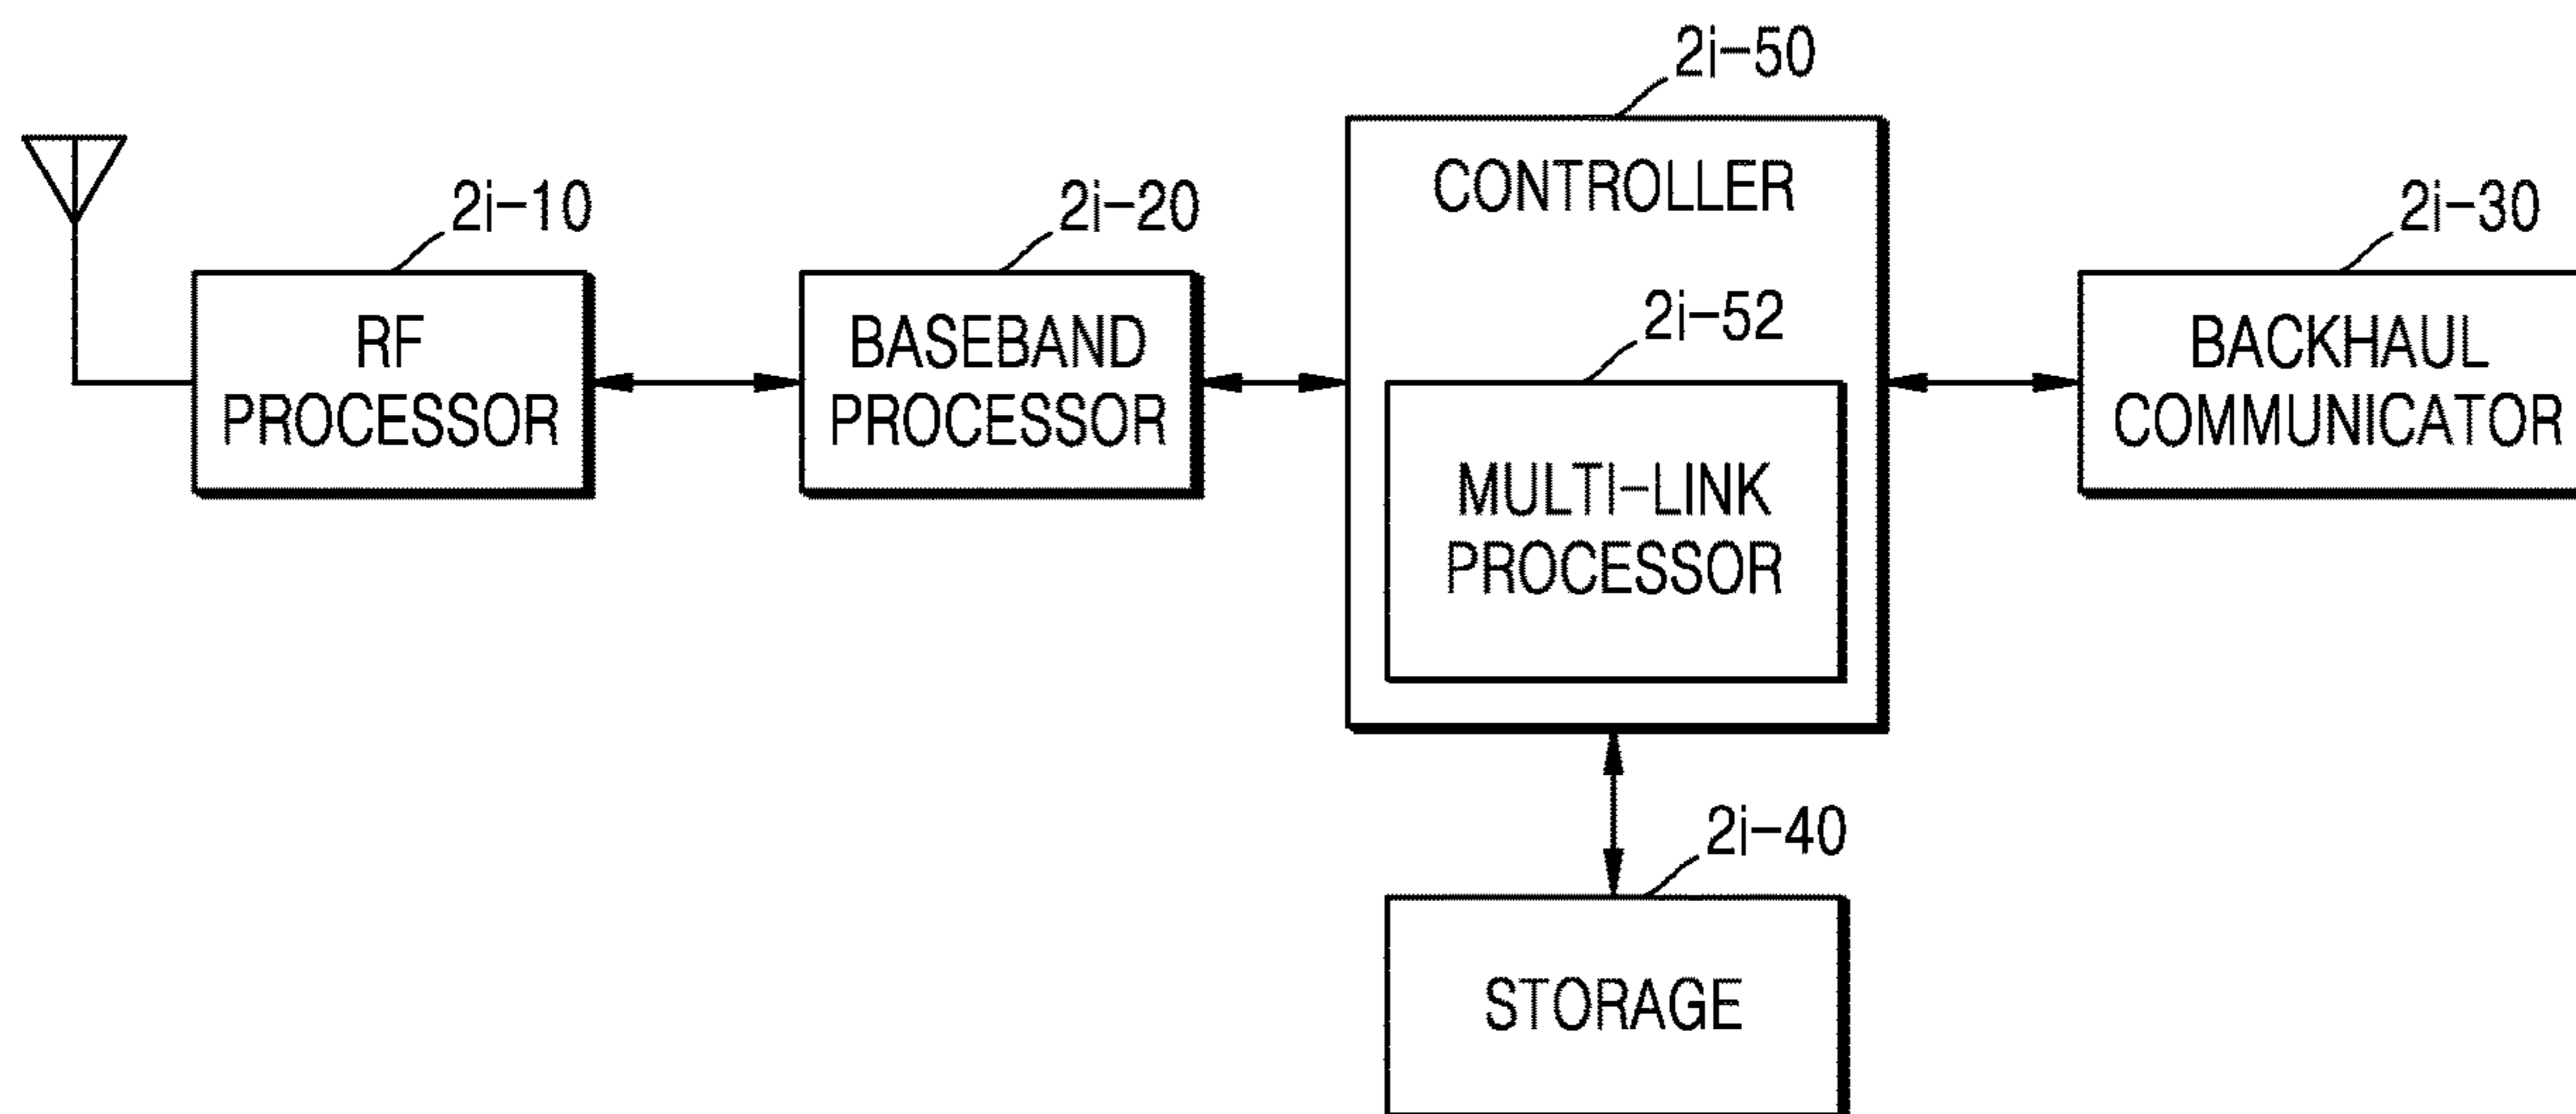 2i-50
CONTROLLER
2i-10
2i-20
2i-30
RF
PROCESSOR
BASEBAND
PROCESSOR
2i-52
MULTI-LINK
PROCESSOR
BACKHAUL
COMMUNICATOR
2i-40
STORAGE